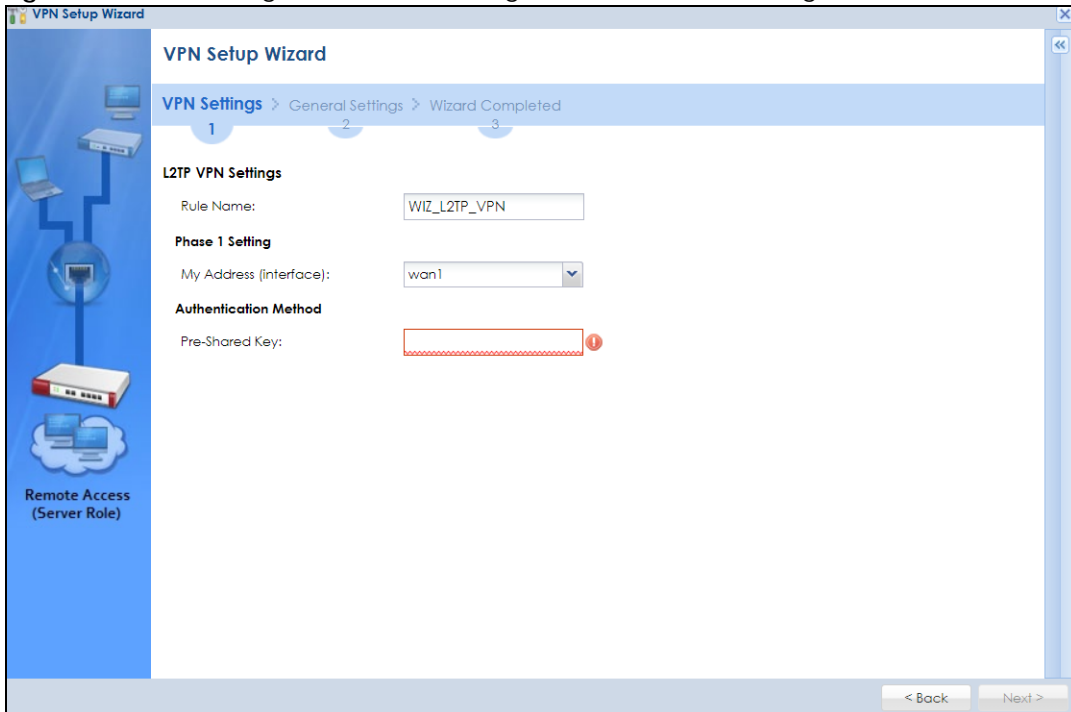 VPN Setup Wizard
VPN Setup Wizard
VPN Settings > General Settings > Wizard Completed
1 2 3
L2TP VPN Settings
Rule Name: WIZ_L2TP_VPN
Phase 1 Setting
My Address (interface): wan1
Authentication Method
Pre-Shared Key:
Remote Access
(Server Role)
< Back Next >